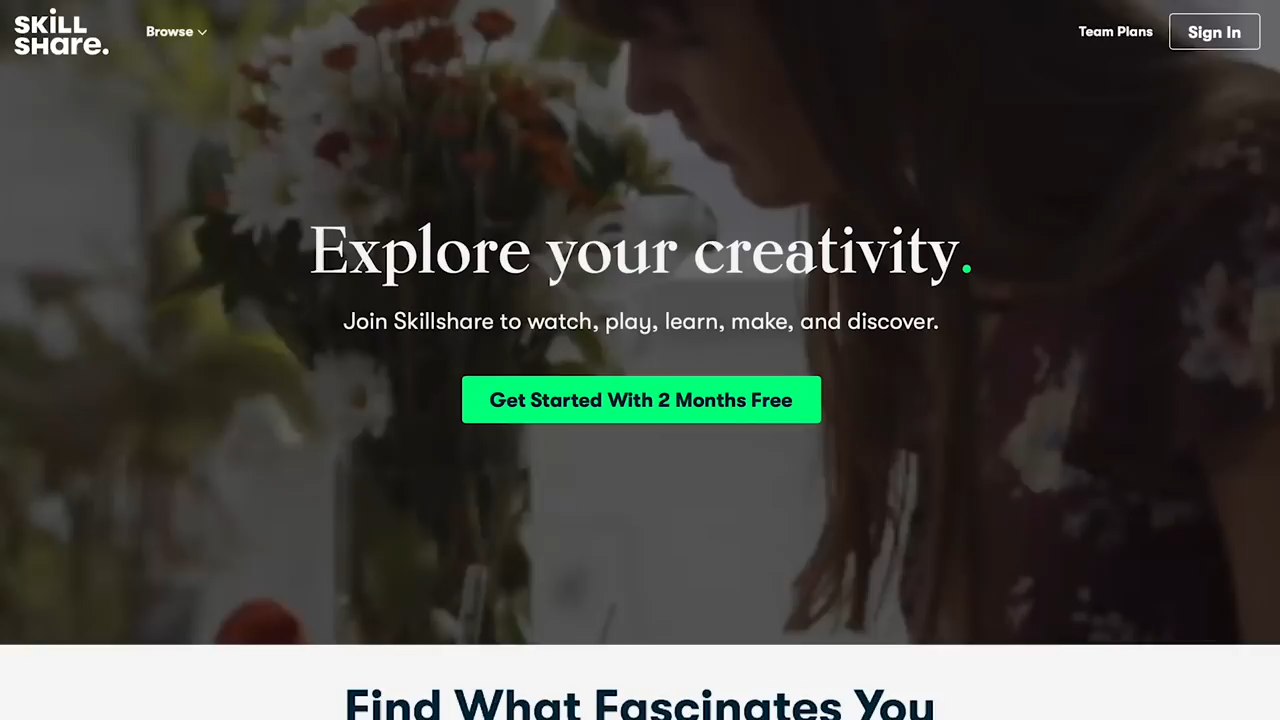 SKiLL
SHare.
Browse
Team Plans
Sign In
Explore your creativity.
Join Skillshare to watch, play, learn, make, and discover.
Get Started With 2 Months Free
Find What Fascinates You